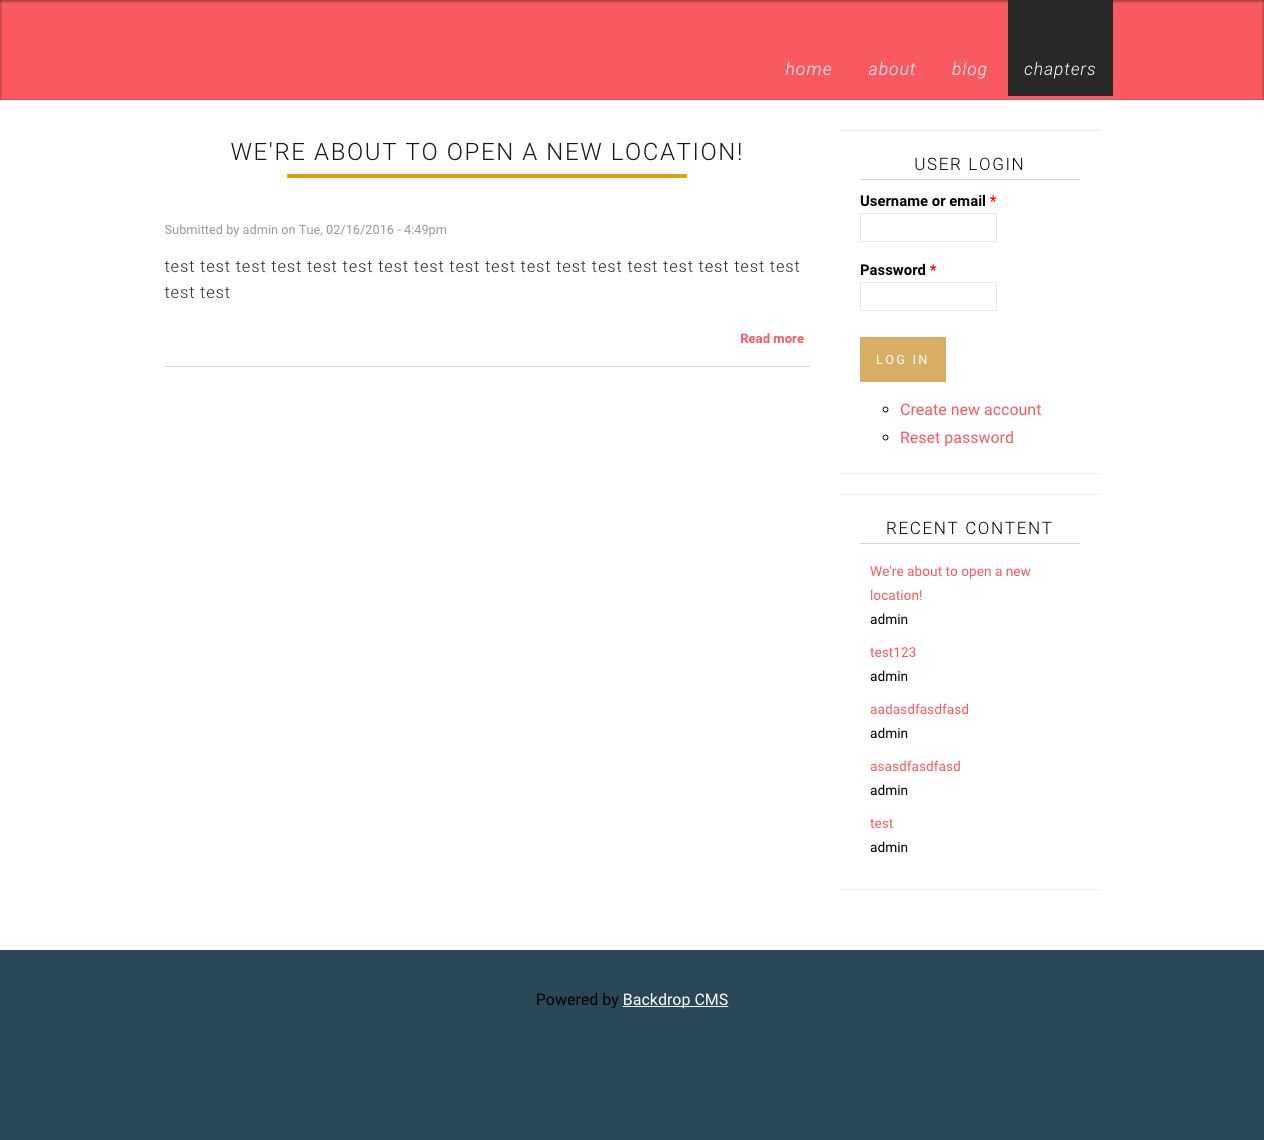 home about blog chapters
WE'RE ABOUT TO OPEN A NEW LOCATION!
Submitted by admin on Tue, 02/16/2016 - 4:49pm
test test test test test test test test test test test test test test test test test test
test test
Read more
USER LOGIN
Username or email *
Password *
LOG IN
Create new account
Reset password
RECENT CONTENT
We're about to open a new
location!
admin
test123
admin
aadasdfasdfasd
admin
asasdfasdfasd
admin
test
admin
Powered by Backdrop CMS